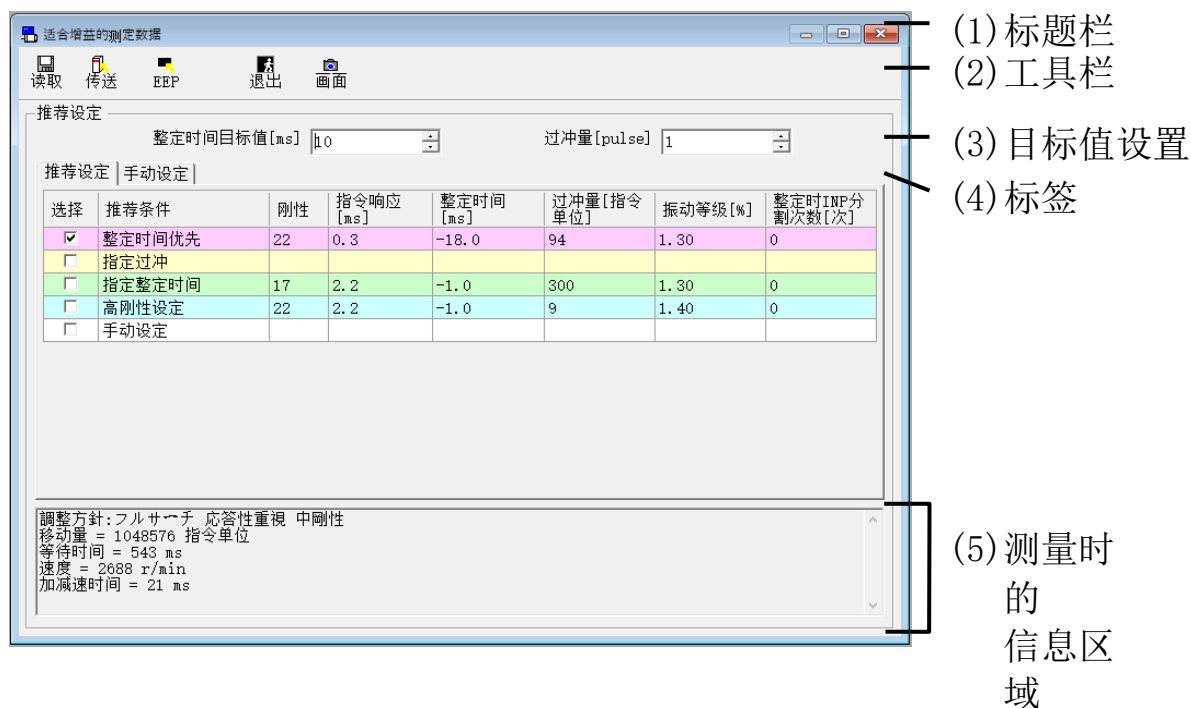 适合增益的测定数据
读取 传送 EEP 退出 画面
推荐设定
整定时间目标值[ms] 10 过冲量[pulse] 1
推荐设定 手动设定
选择 推荐条件 刚性 指令响应[ms] 整定时间[ms] 过冲量[指令单位] 振动等级[%] 整定时INP分割次数[次]
整定时间优先 22 0.3 -18.0 94 1.30 0
指定过冲
指定整定时间 17 2.2 -1.0 300 1.30 0
高刚性设定 22 2.2 -1.0 9 1.40 0
手动设定
調整方針:フルサーチ 応答性重視 中剛性
移动量 = 1048576 指令单位
等待时间 = 543 ms
速度 = 2688 r/min
加减速时间 = 21 ms
(1)标题栏
(2)工具栏
(3)目标值设置
(4)标签
(5)测量时
的
信息区
域